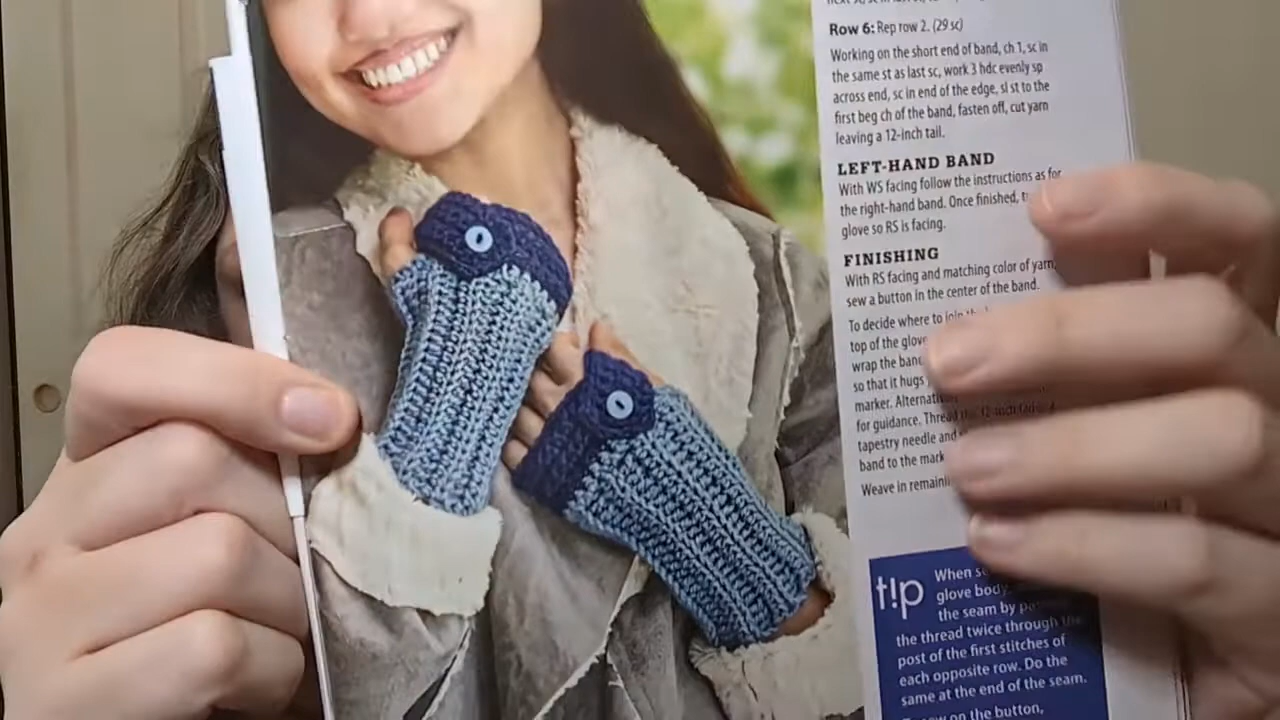 Row 6: Rep row 2. (29 sc)
Working on the short end of band, ch 1, sc in
the same st as last sc, work 3 hdc evenly sp
across end, sc in end of the edge, sl st to the
first beg ch of the band, fasten off, cut yarn
leaving a 12-inch tail.
LEFT-HAND BAND
With WS facing follow the instructions as for
the right-hand band. Once finished,
glove so RS is facing.
FINISHING
With RS facing and matching color of yarn,
sew a button in the center of the band.
To decide where to join
top of the glove
wrap the band
so that it hugs
marker.
for guidance. Thread the 12-inch
tapestry needle and
band to the mark
Weave in
t!p
When
glove body
the seam by
the thread twice through the
post of the first stitches of
each opposite row. Do the
same at the end of the seam.
on the button,